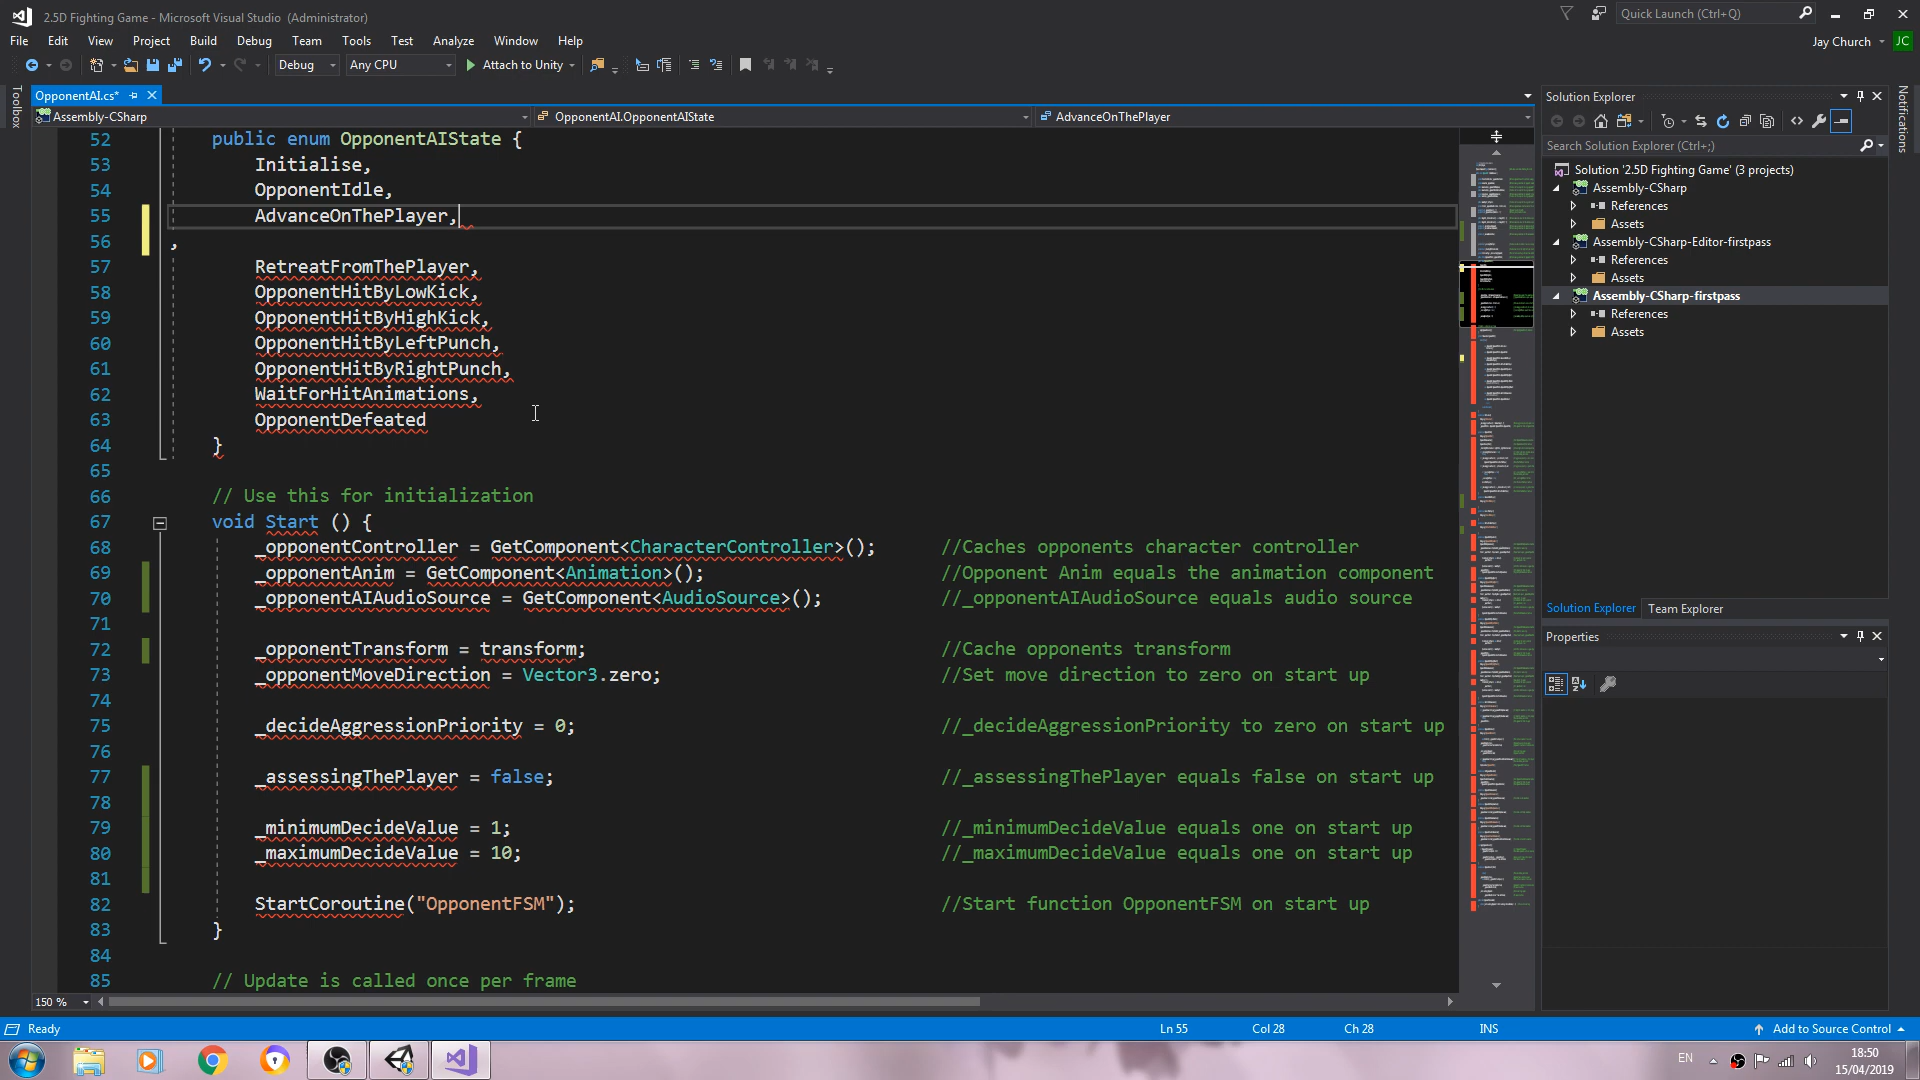 2.5D Fighting Game - Microsoft Visual Studio (Administrator)
Quick Launch (Ctrl+Q)
File Edit View Project Build Debug Team Tools Test Analyze Window Help
Jay Church JC
Debug Any CPU Attach to Unity
Toolbox
OpponentAI.cs*
Assembly-CSharp OpponentAI.OpponentAIState AdvanceOnThePlayer
52 public enum OpponentAIState {
53 Initialise,
54 OpponentIdle,
55 AdvanceOnThePlayer,
56 ,
57 RetreatFromThePlayer,
58 OpponentHitByLowKick,
59 OpponentHitByHighKick,
60 OpponentHitByLeftPunch,
61 OpponentHitByRightPunch,
62 WaitForHitAnimations,
63 OpponentDefeated
64 }
65
66 // Use this for initialization
67 void Start () {
68 _opponentController = GetComponent<CharacterController>(); //Caches opponents character controller
69 _opponentAnim = GetComponent<Animation>(); //Opponent Anim equals the animation component
70 _opponentAIAudioSource = GetComponent<AudioSource>(); //_opponentAIAudioSource equals audio source
71
72 _opponentTransform = transform; //Cache opponents transform
73 _opponentMoveDirection = Vector3.zero; //Set move direction to zero on start up
74
75 _decideAggressionPriority = 0; //_decideAggressionPriority to zero on start up
76
77 _assessingThePlayer = false; //_assessingThePlayer equals false on start up
78
79 _minimumDecideValue = 1; //_minimumDecideValue equals one on start up
80 _maximumDecideValue = 10; //_maximumDecideValue equals one on start up
81
82 StartCoroutine("OpponentFSM"); //Start function OpponentFSM on start up
83 }
84
85 // Update is called once per frame
150 %
Solution Explorer
Search Solution Explorer (Ctrl+;)
Solution '2.5D Fighting Game' (3 projects)
Assembly-CSharp
References
Assets
Assembly-CSharp-Editor-firstpass
References
Assets
Assembly-CSharp-firstpass
References
Assets
Solution Explorer Team Explorer
Properties
Notifications
Ready Ln 55 Col 28 Ch 28 INS Add to Source Control
EN 18:50
15/04/2019